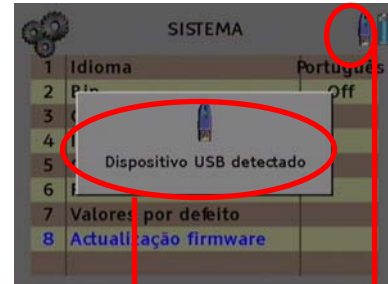 SISTEMA
1 Idioma Português
2 Off
3
4
5
6
Dispositivo USB detectado
7 Valores por defeito
8 Actualização firmware